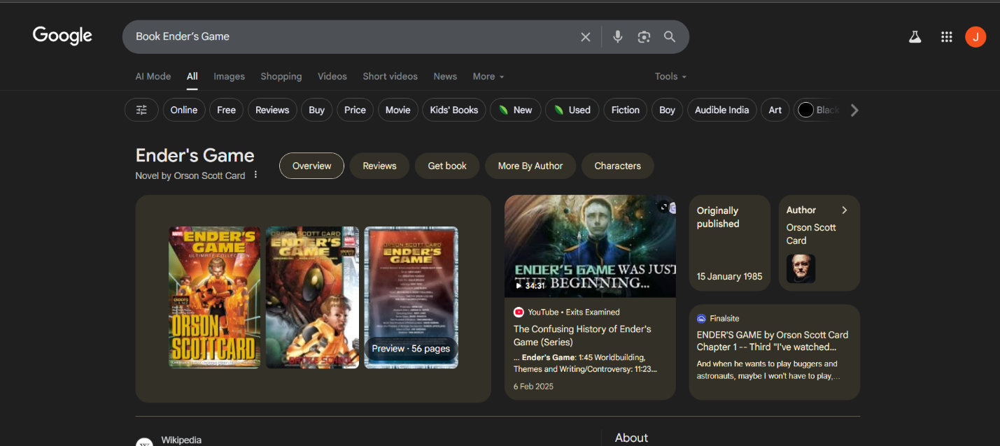 Google
Book Ender's Game
J
AI Mode
All
Images
Shopping
Videos
Short videos
News
More
Tools
Online
Free
Reviews
Buy
Price
Movie
Kids' Books
New
Used
Fiction
Boy
Audible India
Art
Black
Ender's Game
Novel by Orson Scott Card
Overview
Reviews
Get book
More By Author
Characters
MARVEL
ENDER'S
GAME
ULTIMATE COLLECTION
ORSON
SCOTT CARD
ORSON SCOTT CARD
ENDER'S
GAME
ORSON SCOTT CARD
ENDER'S
GAME
Preview · 56 pages
ENDER'S GAME WAS JUST
THE BEGINNING...
34:31
YouTube • Exits Examined
The Confusing History of Ender's
Game (Series)
... Ender's Game: 1:45 Worldbuilding,
Themes and Writing/Controversy: 11:23...
6 Feb 2025
Originally
published
15 January 1985
Author
Orson Scott
Card
Finalsite
ENDER'S GAME by Orson Scott Card
Chapter 1 -- Third "I've watched...
And when he wants to play buggers and
astronauts, maybe I won't have to play,...
Wikipedia
About